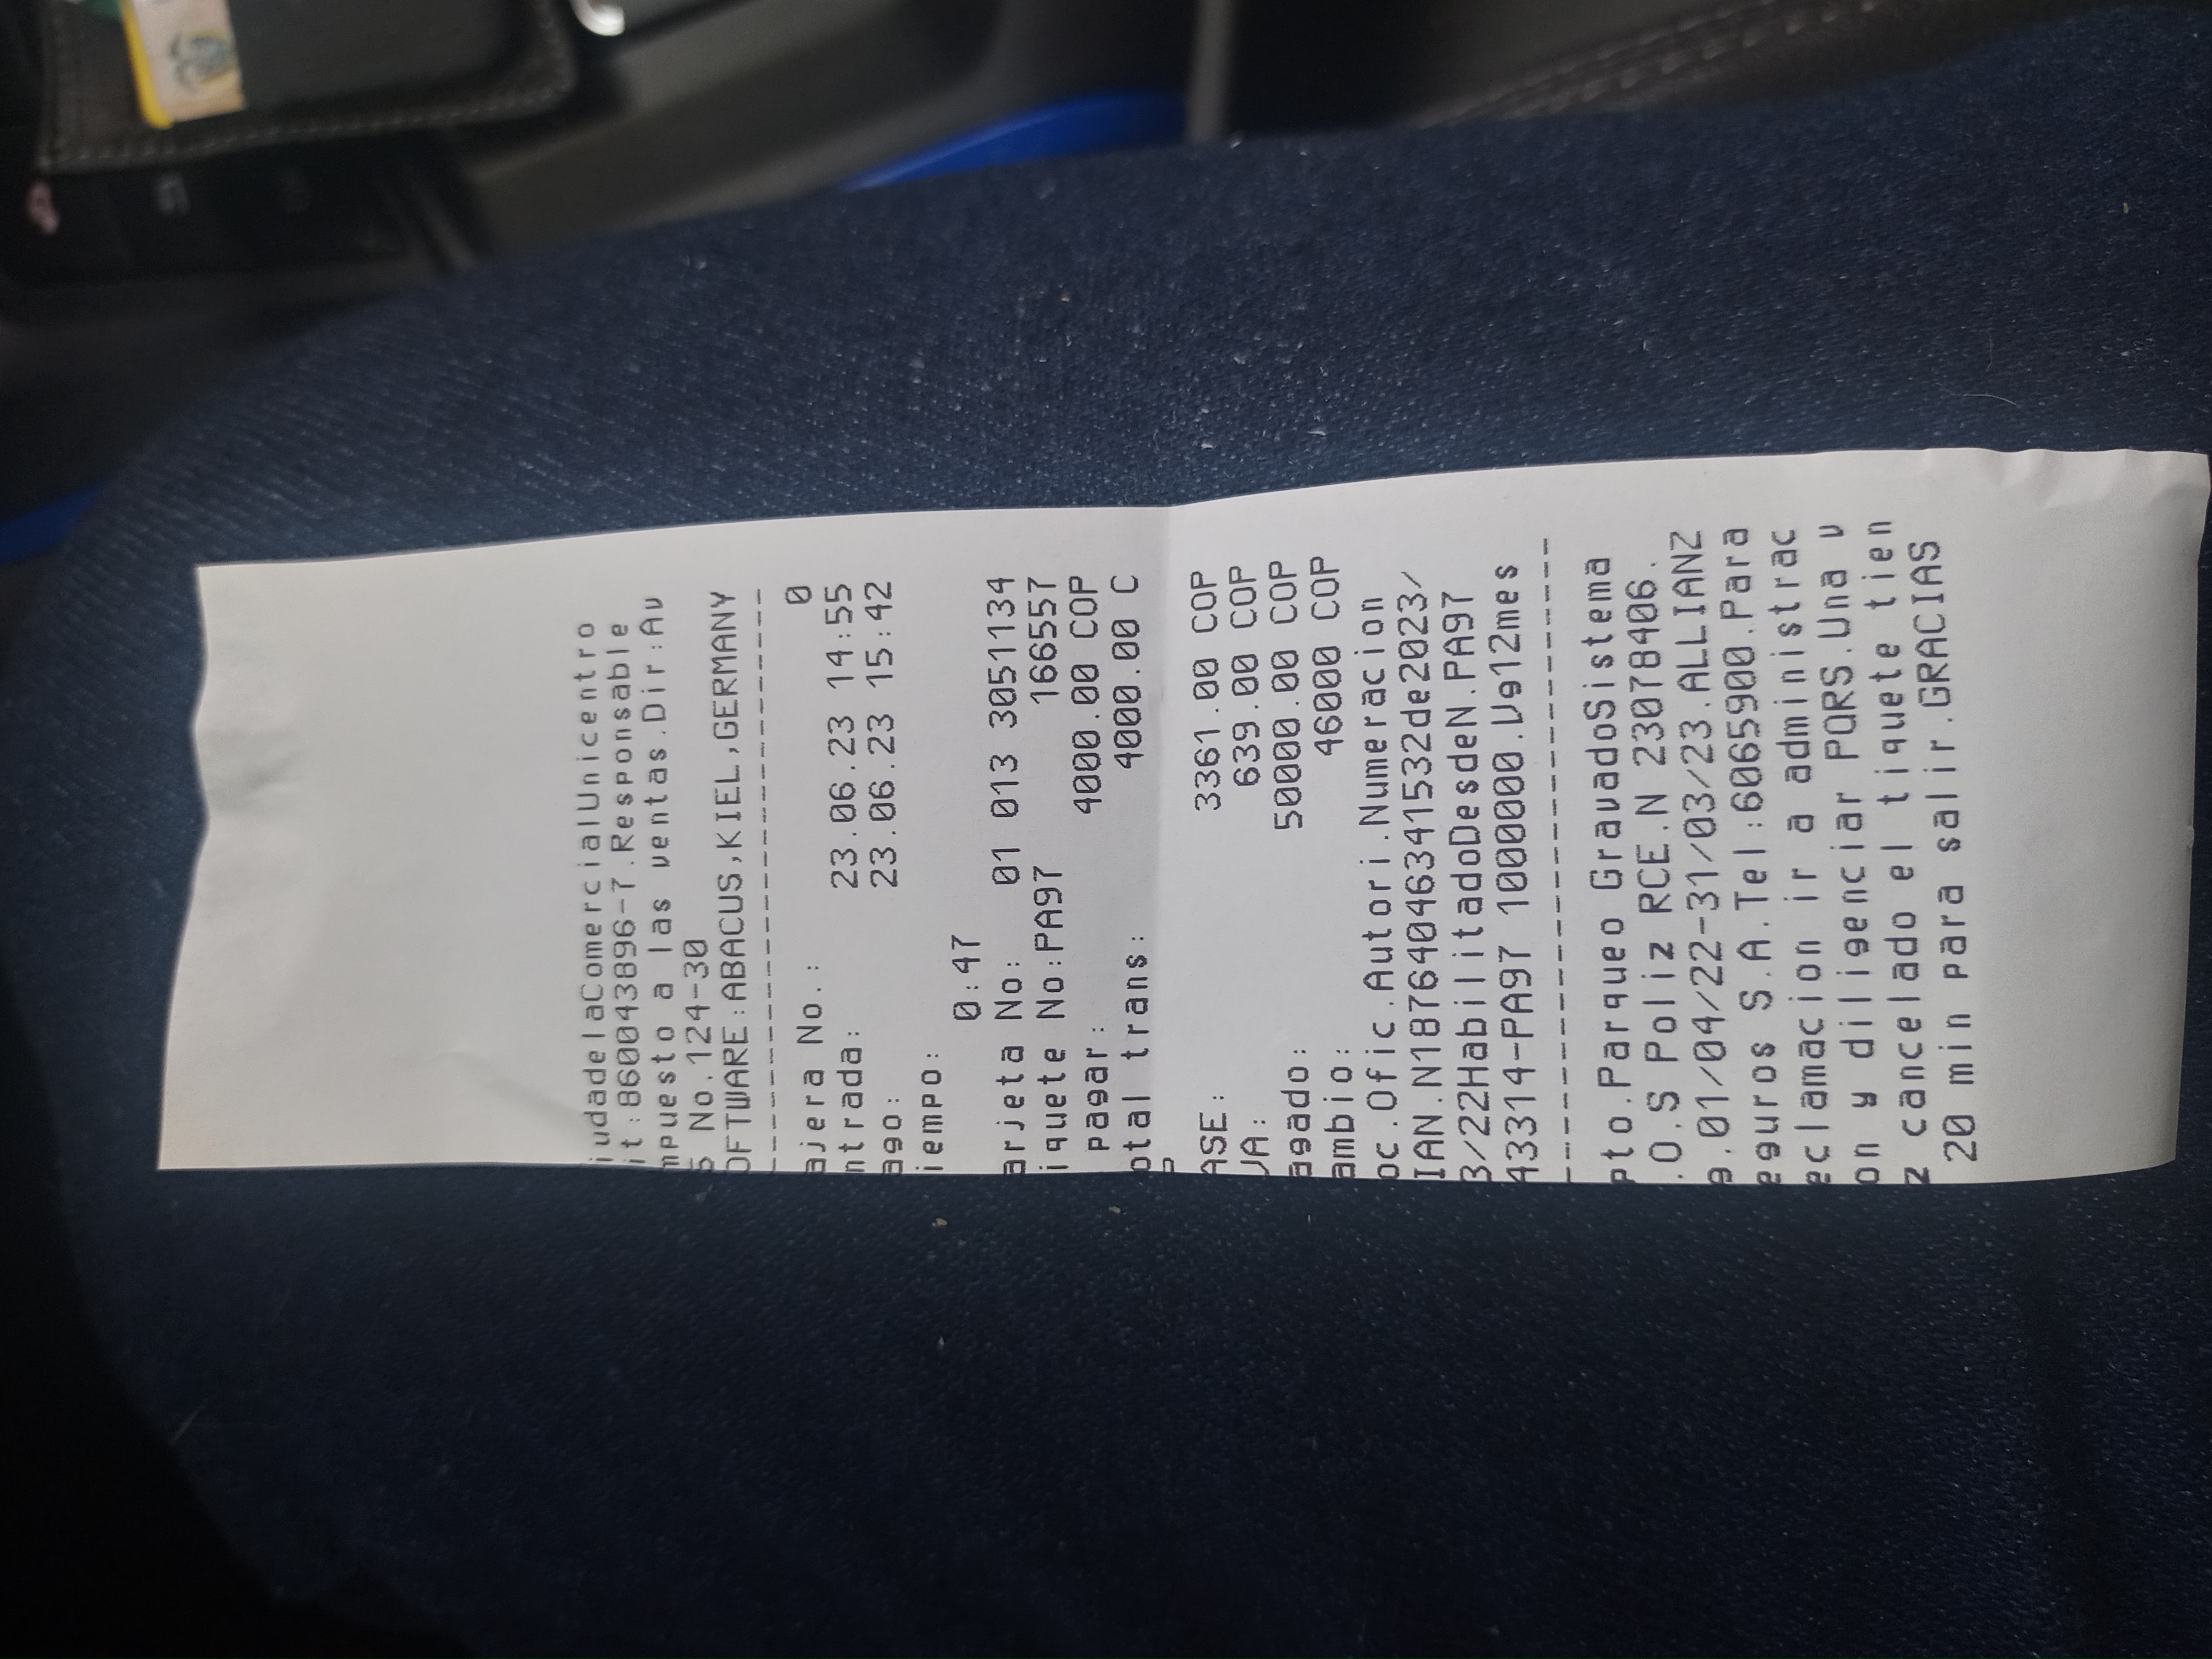 iudadelaComercialUnicentro
it:860043896-7.Responsable
mpuesto a las ventas.Dir:Av
5 No.124-30
OFTWARE:ABACUS,KIEL,GERMANY
---------------------------
ajera No.: 0
ntrada: 23.06.23 14:55
ago: 23.06.23 15:42
iempo:
0:47
arjeta No: 01 013 3051134
iquete No:PA97 166557
pagar: 4000.00 COP
otal trans: 4000.00 C
P
ASE: 3361.00 COP
VA: 639.00 COP
agado: 50000.00 COP
ambio: 46000 COP
oc.Ofic.Autori.Numeracion
IAN.N18764046341532de2023/
3/22HabilitadoDesdeN.PA97
43314-PA97 1000000.Vg12mes
---------------------------
pto.Parqueo GravadoSistema
.O.S Poliz RCE.N 23078406.
g.01/04/22-31/03/23.ALLIANZ
eguros S.A.Tel:6065900.Para
eclamacion ir a administrac
on y diligenciar PQRS.Una v
z cancelado el tiquete tien
20 min para salir.GRACIAS